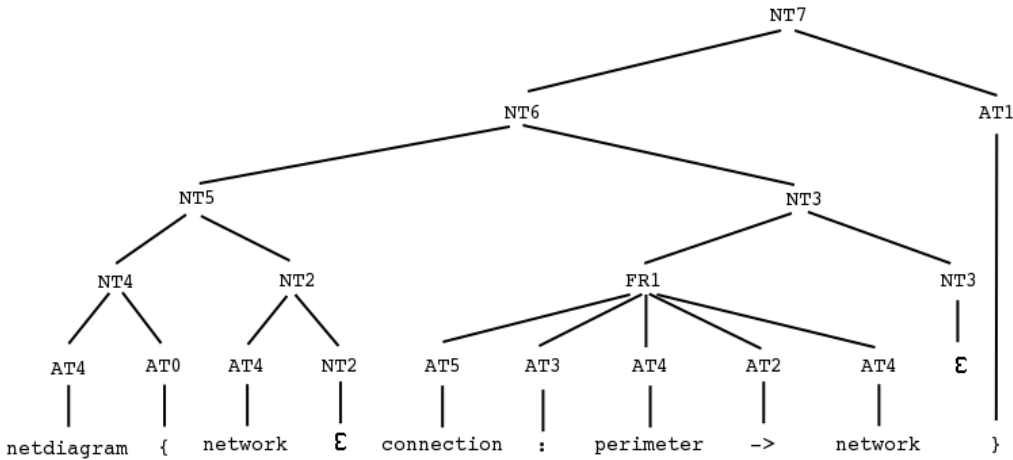 NT7
NT6 AT1
NT5 NT3
NT4 NT2 FR1 NT3
AT4 AT0 AT4 NT2 AT5 AT3 AT4 AT2 AT4 ε
netdiagram { network ε connection : perimeter -> network }